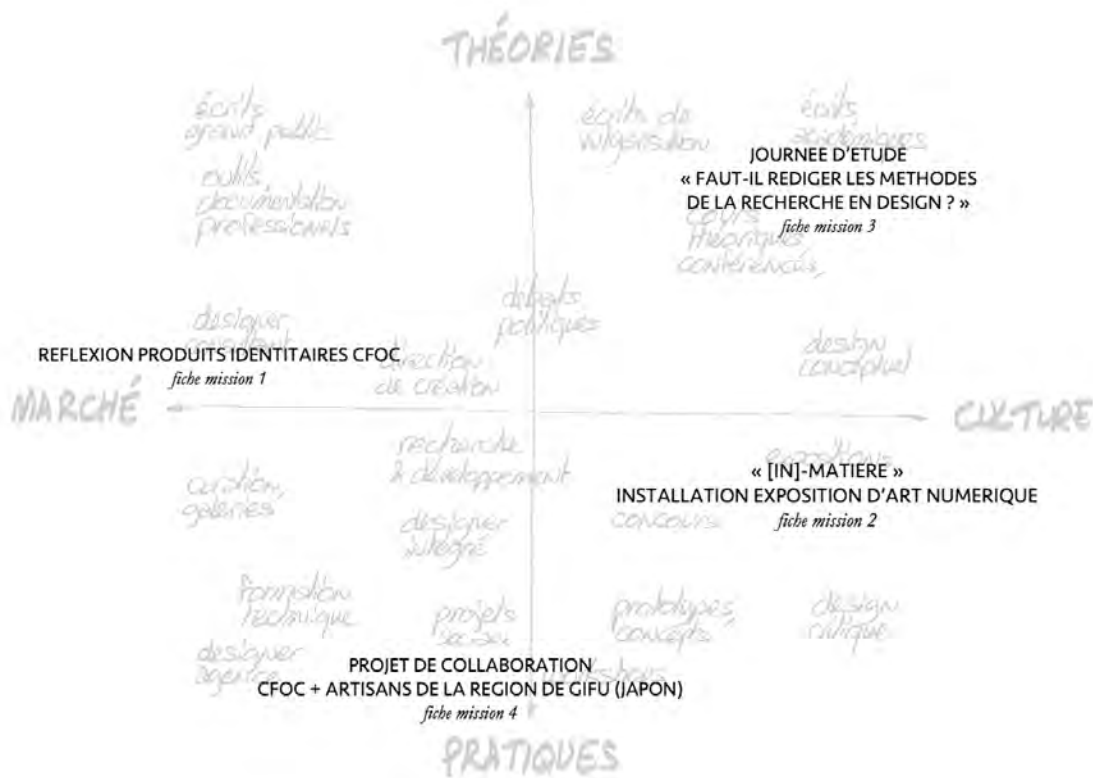 THÉORIES
écrits
grand public
écrits de
vulgarisation
écrits
académiques
JOURNEE D'ETUDE
« FAUT-IL REDIGER LES METHODES
DE LA RECHERCHE EN DESIGN ? »
fiche mission 3
outils
documentation
professionnels
cours
théoriques,
conférences,
débats
politiques
designer
consultant
REFLEXION PRODUITS IDENTITAIRES CFOC
fiche mission 1
direction
de création
design
conceptuel
MARCHÉ
CULTURE
recherche
& développement
expositions
« [IN]-MATIERE »
INSTALLATION EXPOSITION D'ART NUMERIQUE
fiche mission 2
curation,
galeries
concours
designer
intégré
formation
technique
projets
prototypes,
concepts
design
critique
designer
agence
PROJET DE COLLABORATION
workshops
CFOC + ARTISANS DE LA REGION DE GIFU (JAPON)
fiche mission 4
PRATIQUES